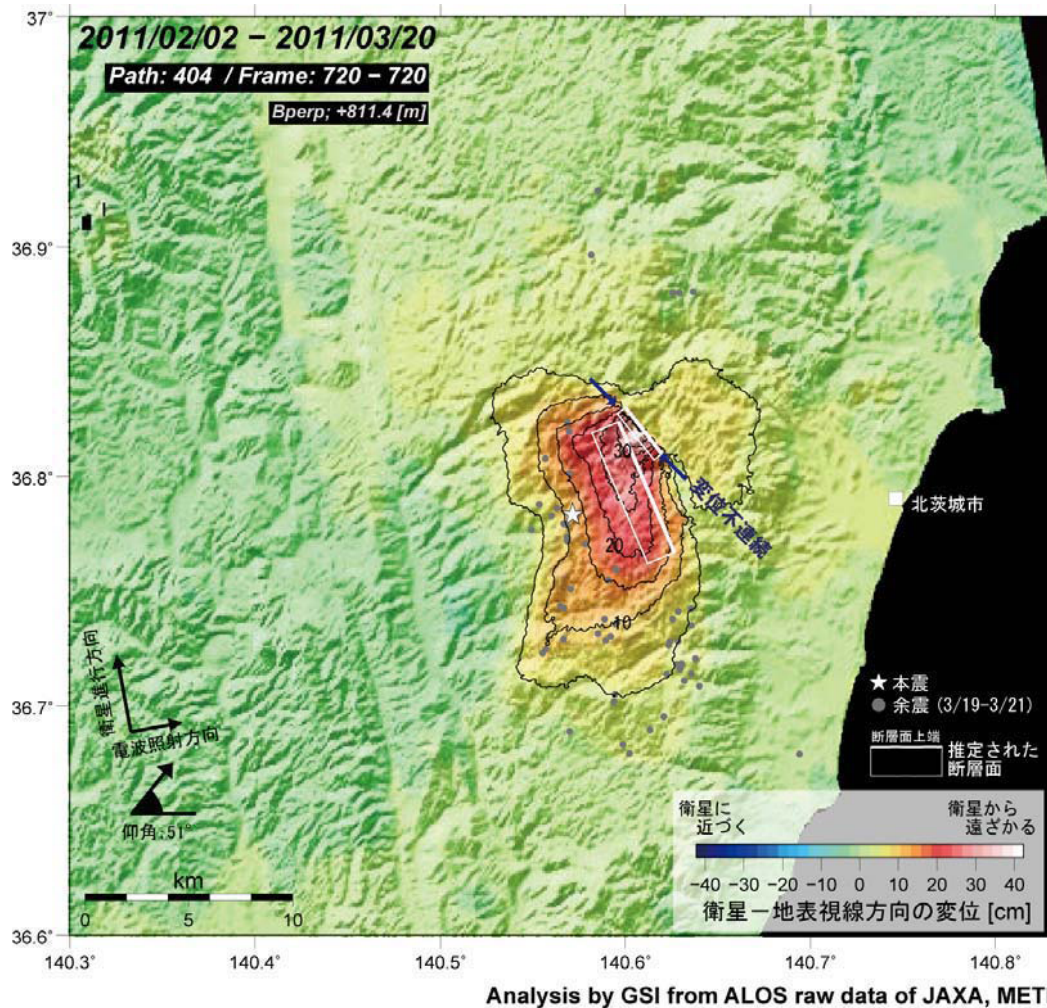 2011/02/02 − 2011/03/20
Path: 404 / Frame: 720 − 720
Bperp; +811.4 [m]
37°
36.9°
36.8°
36.7°
36.6°
30
20
10
変位不連続
北茨城市
衛星進行方向
電波照射方向
仰角:51°
km
0 5 10
本震
余震 (3/19−3/21)
断層面上端
推定された
断層面
衛星に
近づく
衛星から
遠ざかる
−40 −30 −20 −10 0 10 20 30 40
衛星−地表視線方向の変位 [cm]
140.3° 140.4° 140.5° 140.6° 140.7° 140.8°
Analysis by GSI from ALOS raw data of JAXA, MET